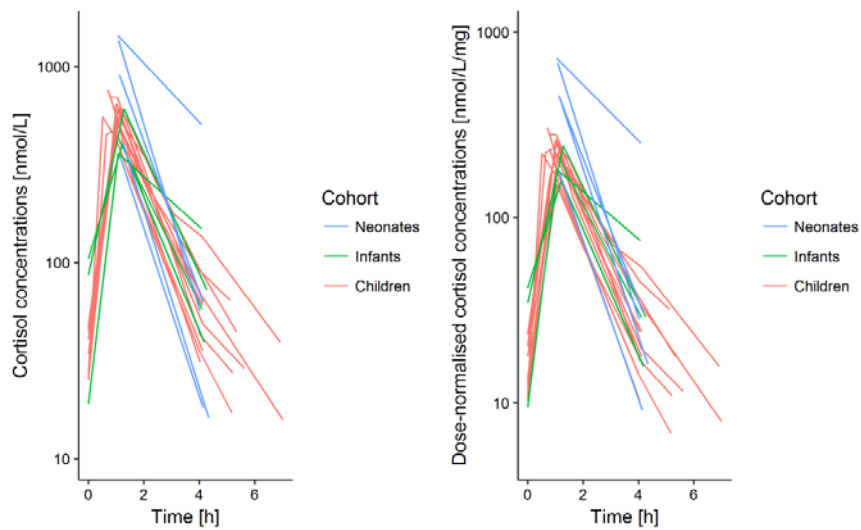 Cortisol concentrations [nmol/L]
1000
100
10
0 2 4 6
Time [h]
Cohort
Neonates
Infants
Children
Dose-normalised cortisol concentrations [nmol/L/mg]
1000
100
10
0 2 4 6
Time [h]
Cohort
Neonates
Infants
Children